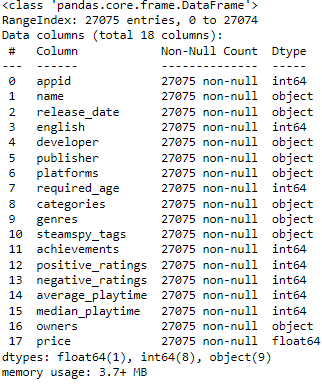 <class 'pandas.core.frame.DataFrame'>
RangeIndex: 27075 entries, 0 to 27074
Data columns (total 18 columns):
 #   Column            Non-Null Count  Dtype
---  ------            --------------  -----
 0   appid             27075 non-null  int64
 1   name              27075 non-null  object
 2   release_date      27075 non-null  object
 3   english           27075 non-null  int64
 4   developer         27075 non-null  object
 5   publisher         27075 non-null  object
 6   platforms         27075 non-null  object
 7   required_age      27075 non-null  int64
 8   categories        27075 non-null  object
 9   genres            27075 non-null  object
 10  steamspy_tags     27075 non-null  object
 11  achievements      27075 non-null  int64
 12  positive_ratings  27075 non-null  int64
 13  negative_ratings  27075 non-null  int64
 14  average_playtime  27075 non-null  int64
 15  median_playtime   27075 non-null  int64
 16  owners            27075 non-null  object
 17  price             27075 non-null  float64
dtypes: float64(1), int64(8), object(9)
memory usage: 3.7+ MB